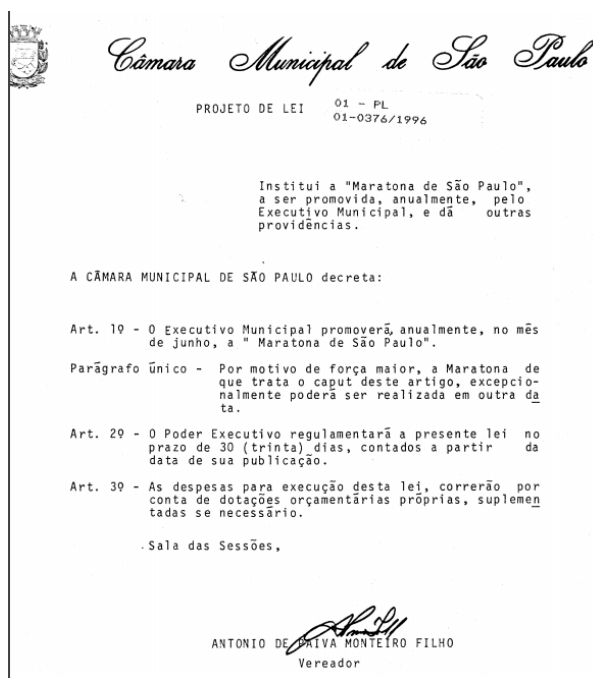 Câmara Municipal de São Paulo
PROJETO DE LEI 01 - PL
01-0376/1996
Institui a "Maratona de São Paulo",
a ser promovida, anualmente, pelo
Executivo Municipal, e dá outras
providências.
A CÂMARA MUNICIPAL DE SÃO PAULO decreta:
Art. 1º - O Executivo Municipal promoverá, anualmente, no mês
de junho, a " Maratona de São Paulo".
Parágrafo único - Por motivo de força maior, a Maratona de
que trata o caput deste artigo, excepcio-
nalmente poderá ser realizada em outra da
ta.
Art. 2º - O Poder Executivo regulamentará a presente lei no
prazo de 30 (trinta) dias, contados a partir da
data de sua publicação.
Art. 3º - As despesas para execução desta lei, correrão por
conta de dotações orçamentárias próprias, suplemen
tadas se necessário.
Sala das Sessões,
ANTONIO DE PAIVA MONTEIRO FILHO
Vereador